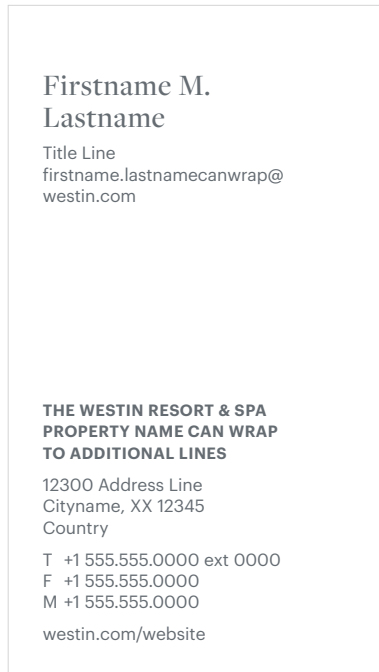 Firstname M.
Lastname
Title Line
firstname.lastnamecanwrap@
westin.com
THE WESTIN RESORT & SPA
PROPERTY NAME CAN WRAP
TO ADDITIONAL LINES
12300 Address Line
Cityname, XX 12345
Country
T +1 555.555.0000 ext 0000
F +1 555.555.0000
M +1 555.555.0000
westin.com/website